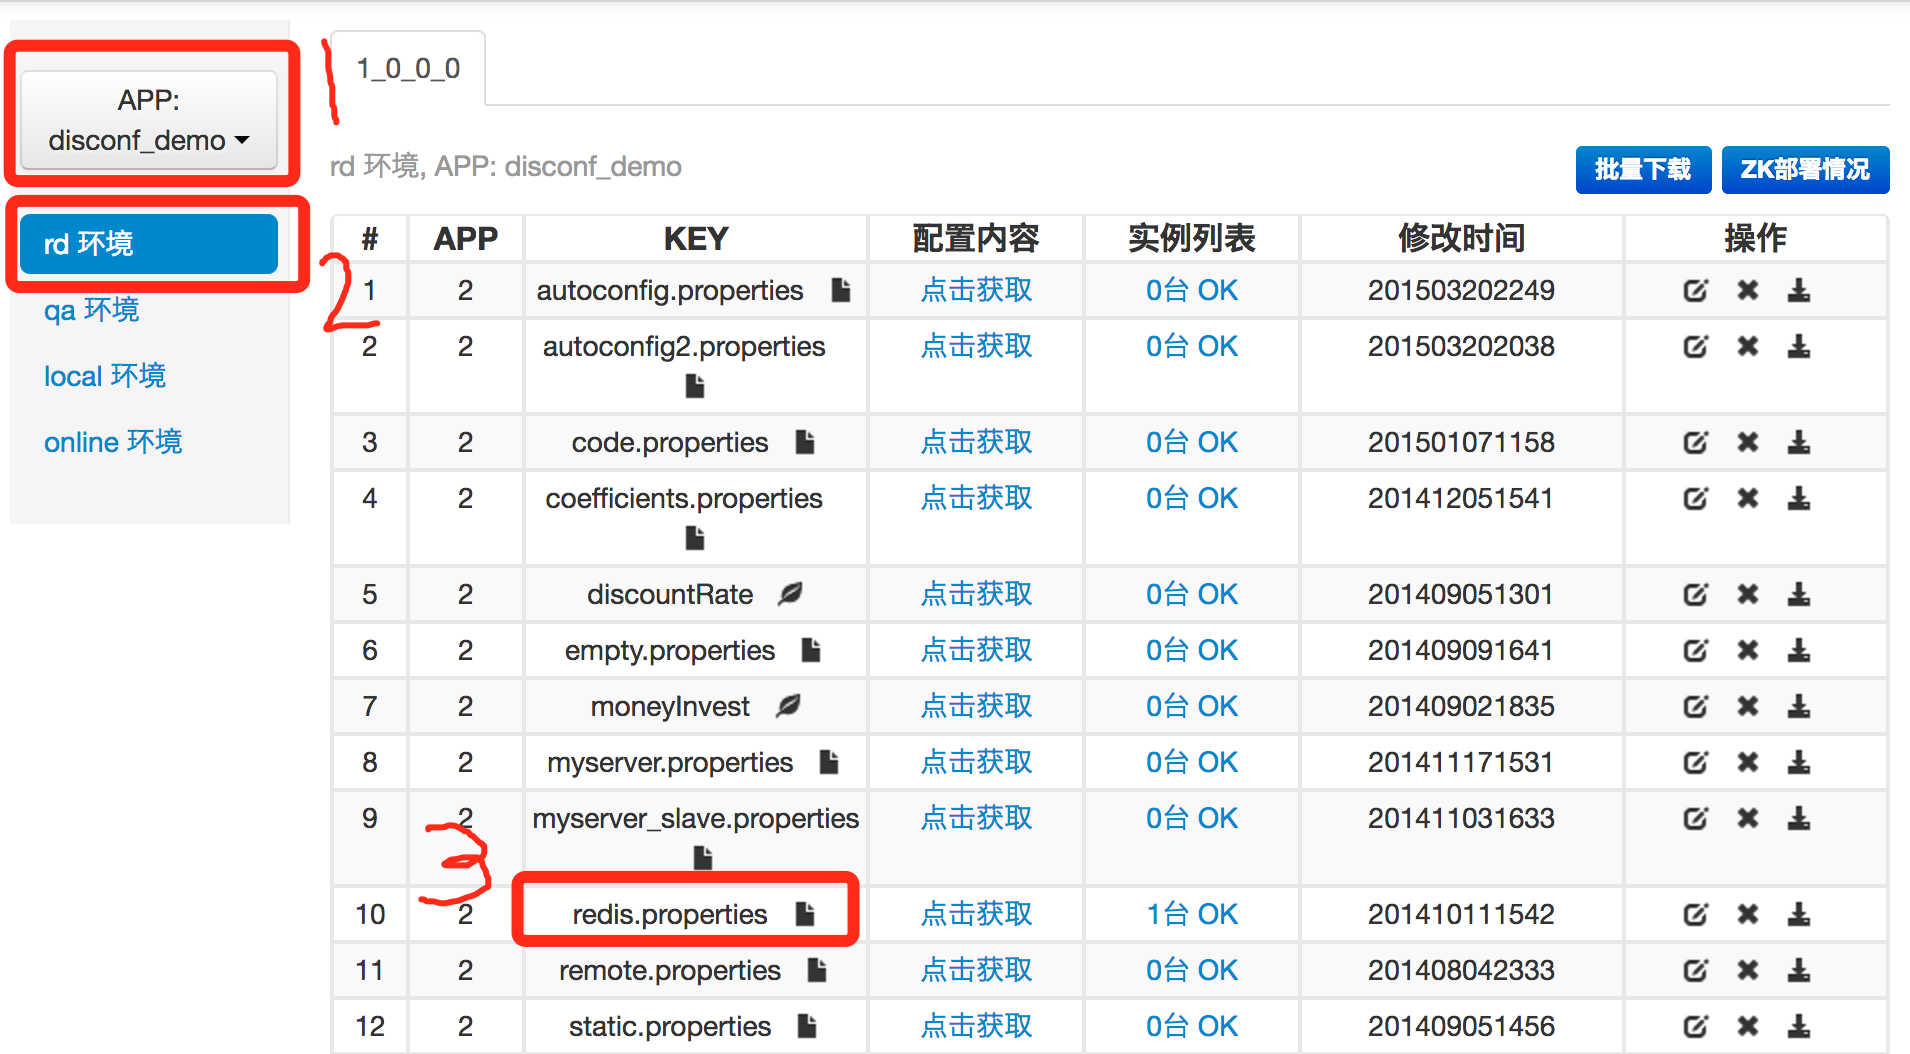 APP:
disconf_demo
rd 环境
qa 环境
local 环境
online 环境
1
2
3
1_0_0_0
rd 环境, APP: disconf_demo
批量下载 ZK部署情况
# APP KEY 配置内容 实例列表 修改时间 操作
1 2 autoconfig.properties 点击获取 0台 OK 201503202249
2 2 autoconfig2.properties 点击获取 0台 OK 201503202038
3 2 code.properties 点击获取 0台 OK 201501071158
4 2 coefficients.properties 点击获取 0台 OK 201412051541
5 2 discountRate 点击获取 0台 OK 201409051301
6 2 empty.properties 点击获取 0台 OK 201409091641
7 2 moneyInvest 点击获取 0台 OK 201409021835
8 2 myserver.properties 点击获取 0台 OK 201411171531
9 2 myserver_slave.properties 点击获取 0台 OK 201411031633
10 2 redis.properties 点击获取 1台 OK 201410111542
11 2 remote.properties 点击获取 0台 OK 201408042333
12 2 static.properties 点击获取 0台 OK 201409051456